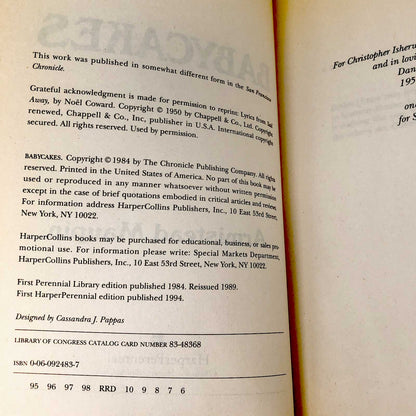 This work was published in somewhat different form in the San Francisco
Chronicle.
Grateful acknowledgment is made for permission to reprint: Lyrics from Sail
Away, by Noël Coward. Copyright © 1950 by Chappell & Co., Ltd. Copyright
renewed, Chappell & Co., Inc, publisher in U.S.A. International copyright
secured. All rights reserved. Used by permission.
BABYCAKES. Copyright © 1984 by The Chronicle Publishing Company. All rights
reserved. Printed in the United States of America. No part of this book may be
used or reproduced in any manner whatsoever without written permission
except in the case of brief quotations embodied in critical articles and reviews.
For information address HarperCollins Publishers, Inc., 10 East 53rd Street,
New York, NY 10022.
HarperCollins books may be purchased for educational, business, or sales pro-
motional use. For information please write: Special Markets Department,
HarperCollins Publishers, Inc., 10 East 53rd Street, New York, NY 10022.
First Perennial Library edition published 1984. Reissued 1989.
First HarperPerennial edition published 1994.
Designed by Cassandra J. Pappas
LIBRARY OF CONGRESS CATALOG CARD NUMBER 83-48368
ISBN 0-06-092483-7
95 96 97 98 RRD 10 9 8 7 6
For Christopher Isheru
and in lovi
Dan
195
on
for S